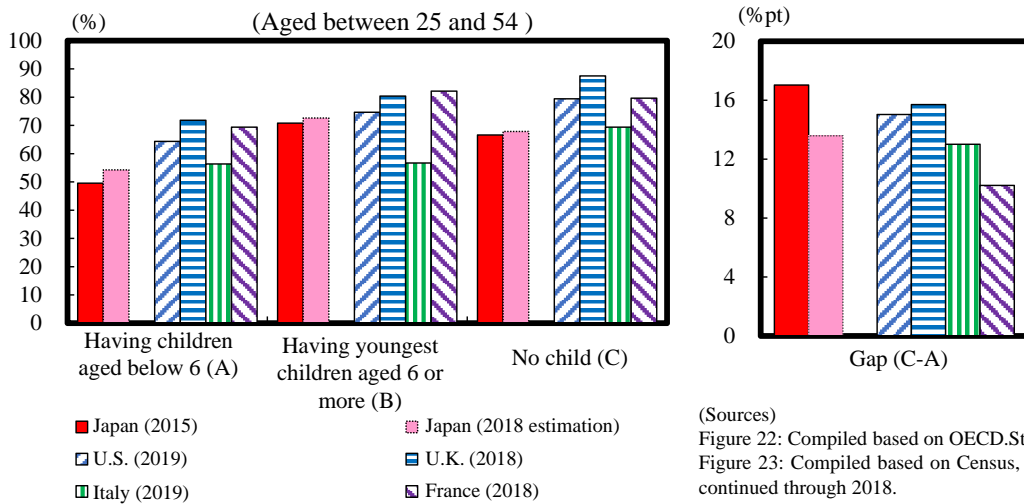 (%)
(Aged between 25 and 54 )
100
90
80
70
60
50
40
30
20
10
0
Having children
aged below 6 (A)
Having youngest
children aged 6 or
more (B)
No child (C)
Japan (2015)
Japan (2018 estimation)
U.S. (2019)
U.K. (2018)
Italy (2019)
France (2018)
(%pt)
20
16
12
8
4
0
Gap (C-A)
(Sources)
Figure 22: Compiled based on OECD.St
Figure 23: Compiled based on Census,
continued through 2018.